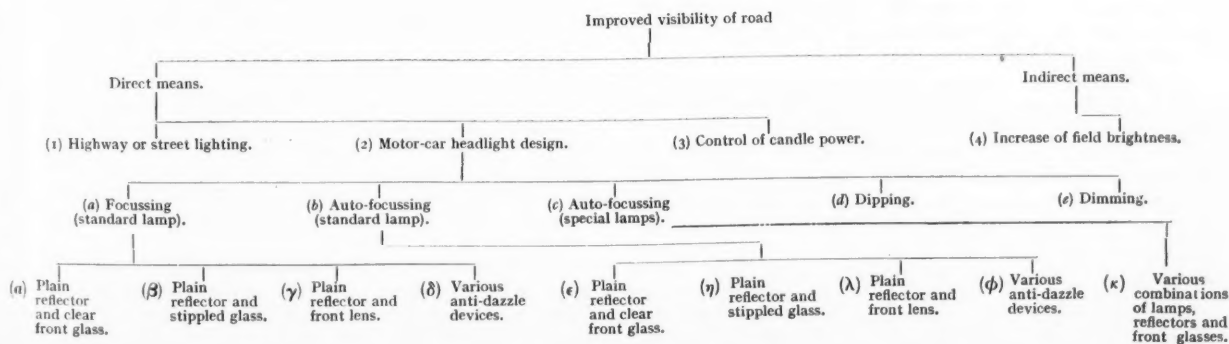 Improved visibility of road
Direct means.
Indirect means.
(1) Highway or street lighting.
(2) Motor-car headlight design.
(3) Control of candle power.
(4) Increase of field brightness.
(a) Focussing
(standard lamp).
(b) Auto-focussing
(standard lamp).
(c) Auto-focussing
(special lamps).
(d) Dipping.
(e) Dimming.
(α) Plain
reflector
and clear
front glass.
(β) Plain
reflector and
stippled glass.
(γ) Plain
reflector and
front lens.
(δ) Various
anti-dazzle
devices.
(ϵ) Plain
reflector
and clear
front glass.
(η) Plain
reflector and
stippled glass.
(λ) Plain
reflector and
front lens.
(ϕ) Various
anti-dazzle
devices.
(κ) Various
combinations
of lamps,
reflectors and
front glasses.